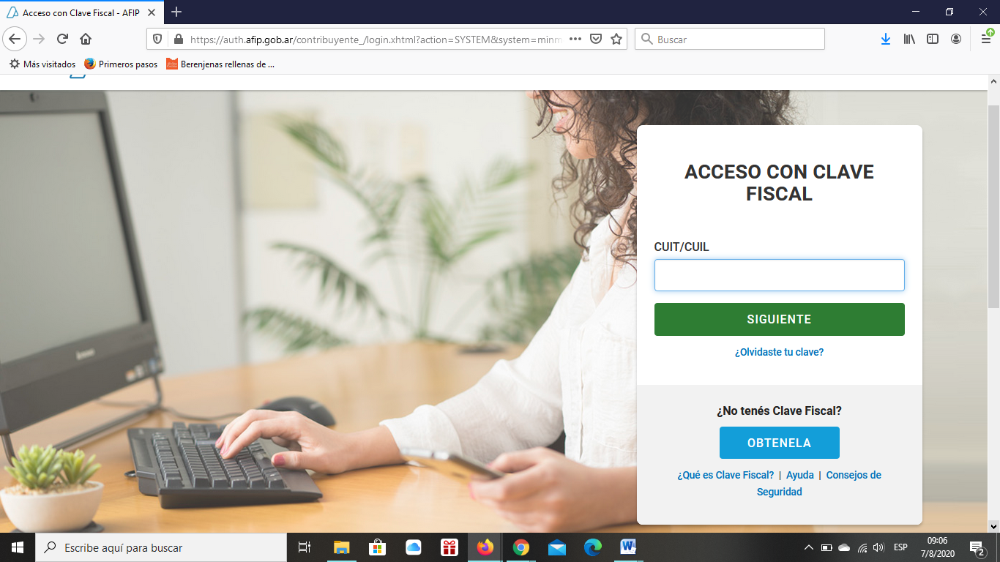 Acceso con Clave Fiscal - AFIP
https://auth.afip.gob.ar/contribuyente_/login.xhtml?action=SYSTEM&system=minm
Buscar
Más visitados
Primeros pasos
Berenjenas rellenas de ...
ACCESO CON CLAVE
FISCAL
CUIT/CUIL
SIGUIENTE
¿Olvidaste tu clave?
¿No tenés Clave Fiscal?
OBTENELA
¿Qué es Clave Fiscal? | Ayuda | Consejos de
Seguridad
lenovo
Escribe aquí para buscar
ESP
09:06
7/8/2020
2